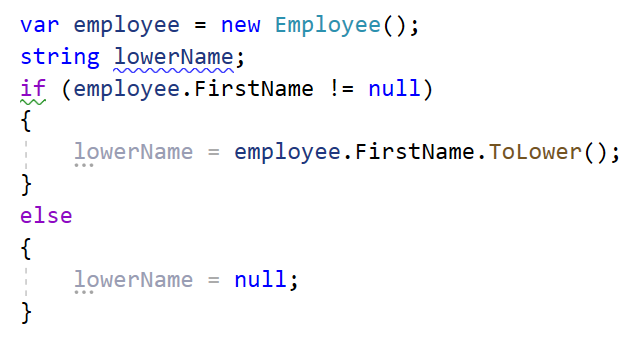 var employee = new Employee();
string lowerName;
if (employee.FirstName != null)
{
    lowerName = employee.FirstName.ToLower();
}
else
{
    lowerName = null;
}